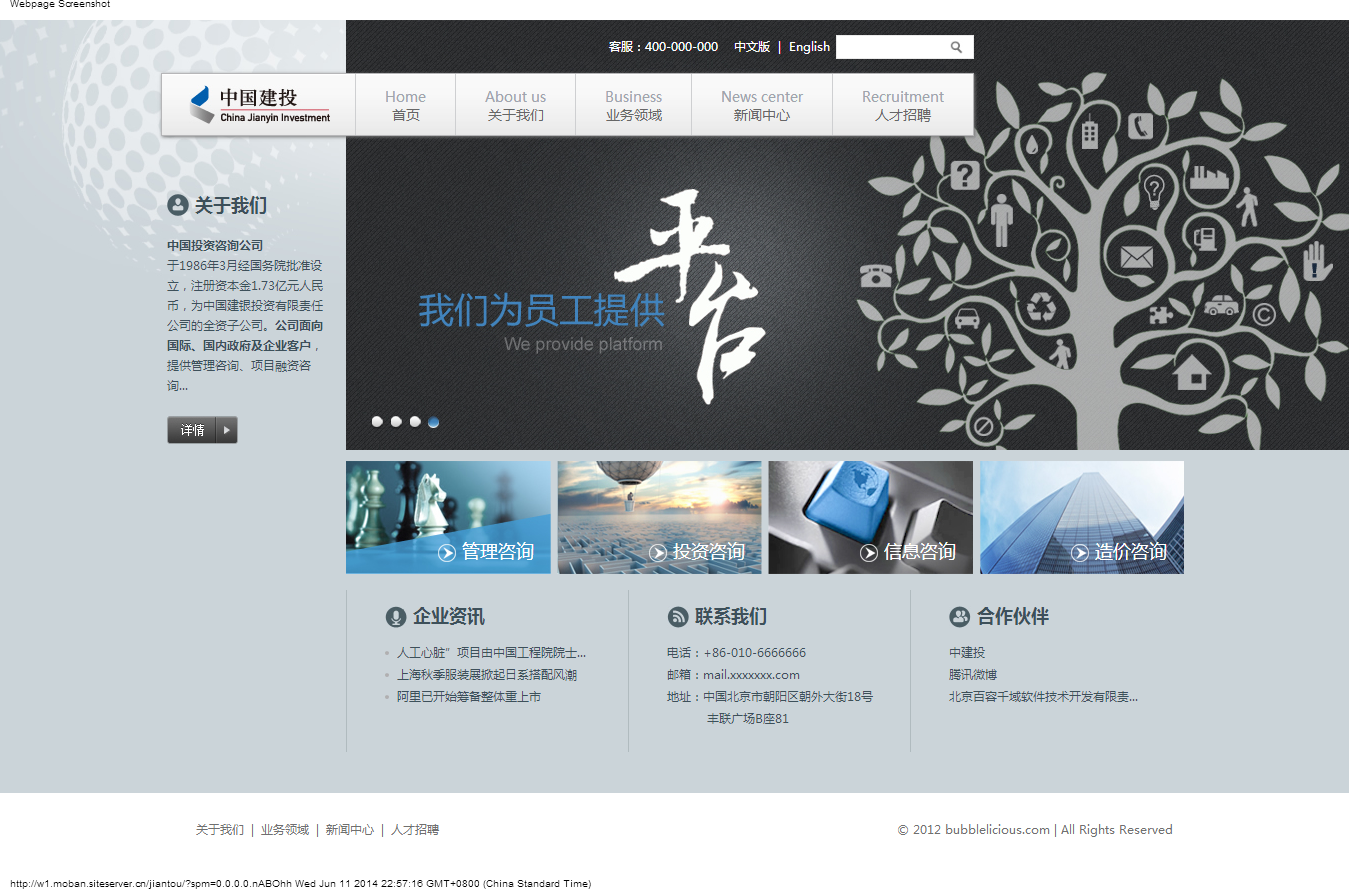 Webpage Screenshot
客服：400-000-000 中文版 | English
中国建投
China Jianyin Investment
Home
首页
About us
关于我们
Business
业务领域
News center
新闻中心
Recruitment
人才招聘
关于我们
中国投资咨询公司
于1986年3月经国务院批准设
立，注册资本金1.73亿元人民
币，为中国建银投资有限责任
公司的全资子公司。公司面向
国际、国内政府及企业客户，
提供管理咨询、项目融资咨
询...
详情
平台
我们为员工提供
We provide platform
管理咨询
投资咨询
信息咨询
造价咨询
企业资讯
人工心脏”项目由中国工程院院士...
上海秋季服装展掀起日系搭配风潮
阿里已开始筹备整体重上市
联系我们
电话：+86-010-6666666
邮箱：mail.xxxxxxx.com
地址：中国北京市朝阳区朝外大街18号
丰联广场B座81
合作伙伴
中建投
腾讯微博
北京百容千域软件技术开发有限责...
关于我们 | 业务领域 | 新闻中心 | 人才招聘
© 2012 bubblelicious.com | All Rights Reserved
http://w1.moban.siteserver.cn/jiantou/?spm=0.0.0.0.nABOhh Wed Jun 11 2014 22:57:16 GMT+0800 (China Standard Time)